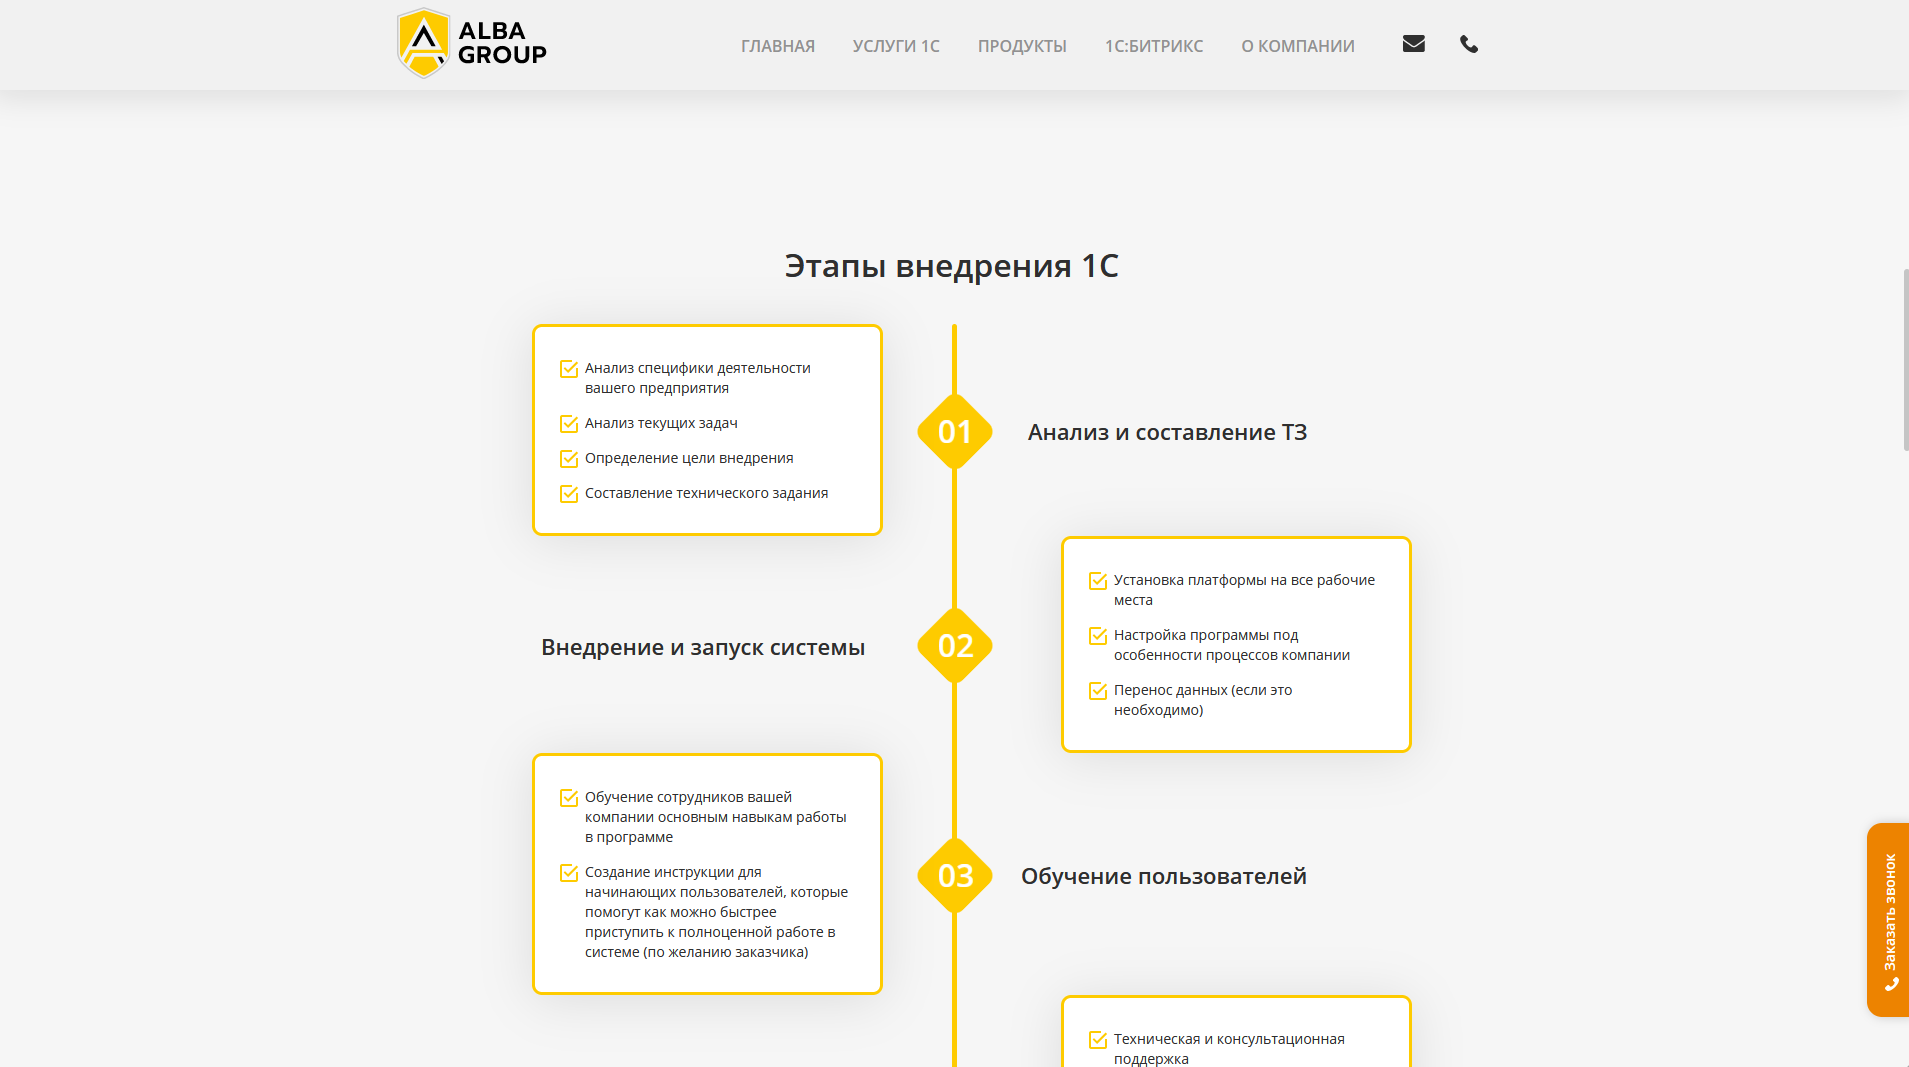 ALBA
GROUP
ГЛАВНАЯ
УСЛУГИ 1С
ПРОДУКТЫ
1С:БИТРИКС
О КОМПАНИИ
Этапы внедрения 1С
Анализ специфики деятельности
вашего предприятия
Анализ текущих задач
Определение цели внедрения
Составление технического задания
01
Анализ и составление ТЗ
Внедрение и запуск системы
02
Установка платформы на все рабочие
места
Настройка программы под
особенности процессов компании
Перенос данных (если это
необходимо)
Обучение сотрудников вашей
компании основным навыкам работы
в программе
Создание инструкции для
начинающих пользователей, которые
помогут как можно быстрее
приступить к полноценной работе в
системе (по желанию заказчика)
03
Обучение пользователей
Заказать звонок
Техническая и консультационная
поддержка